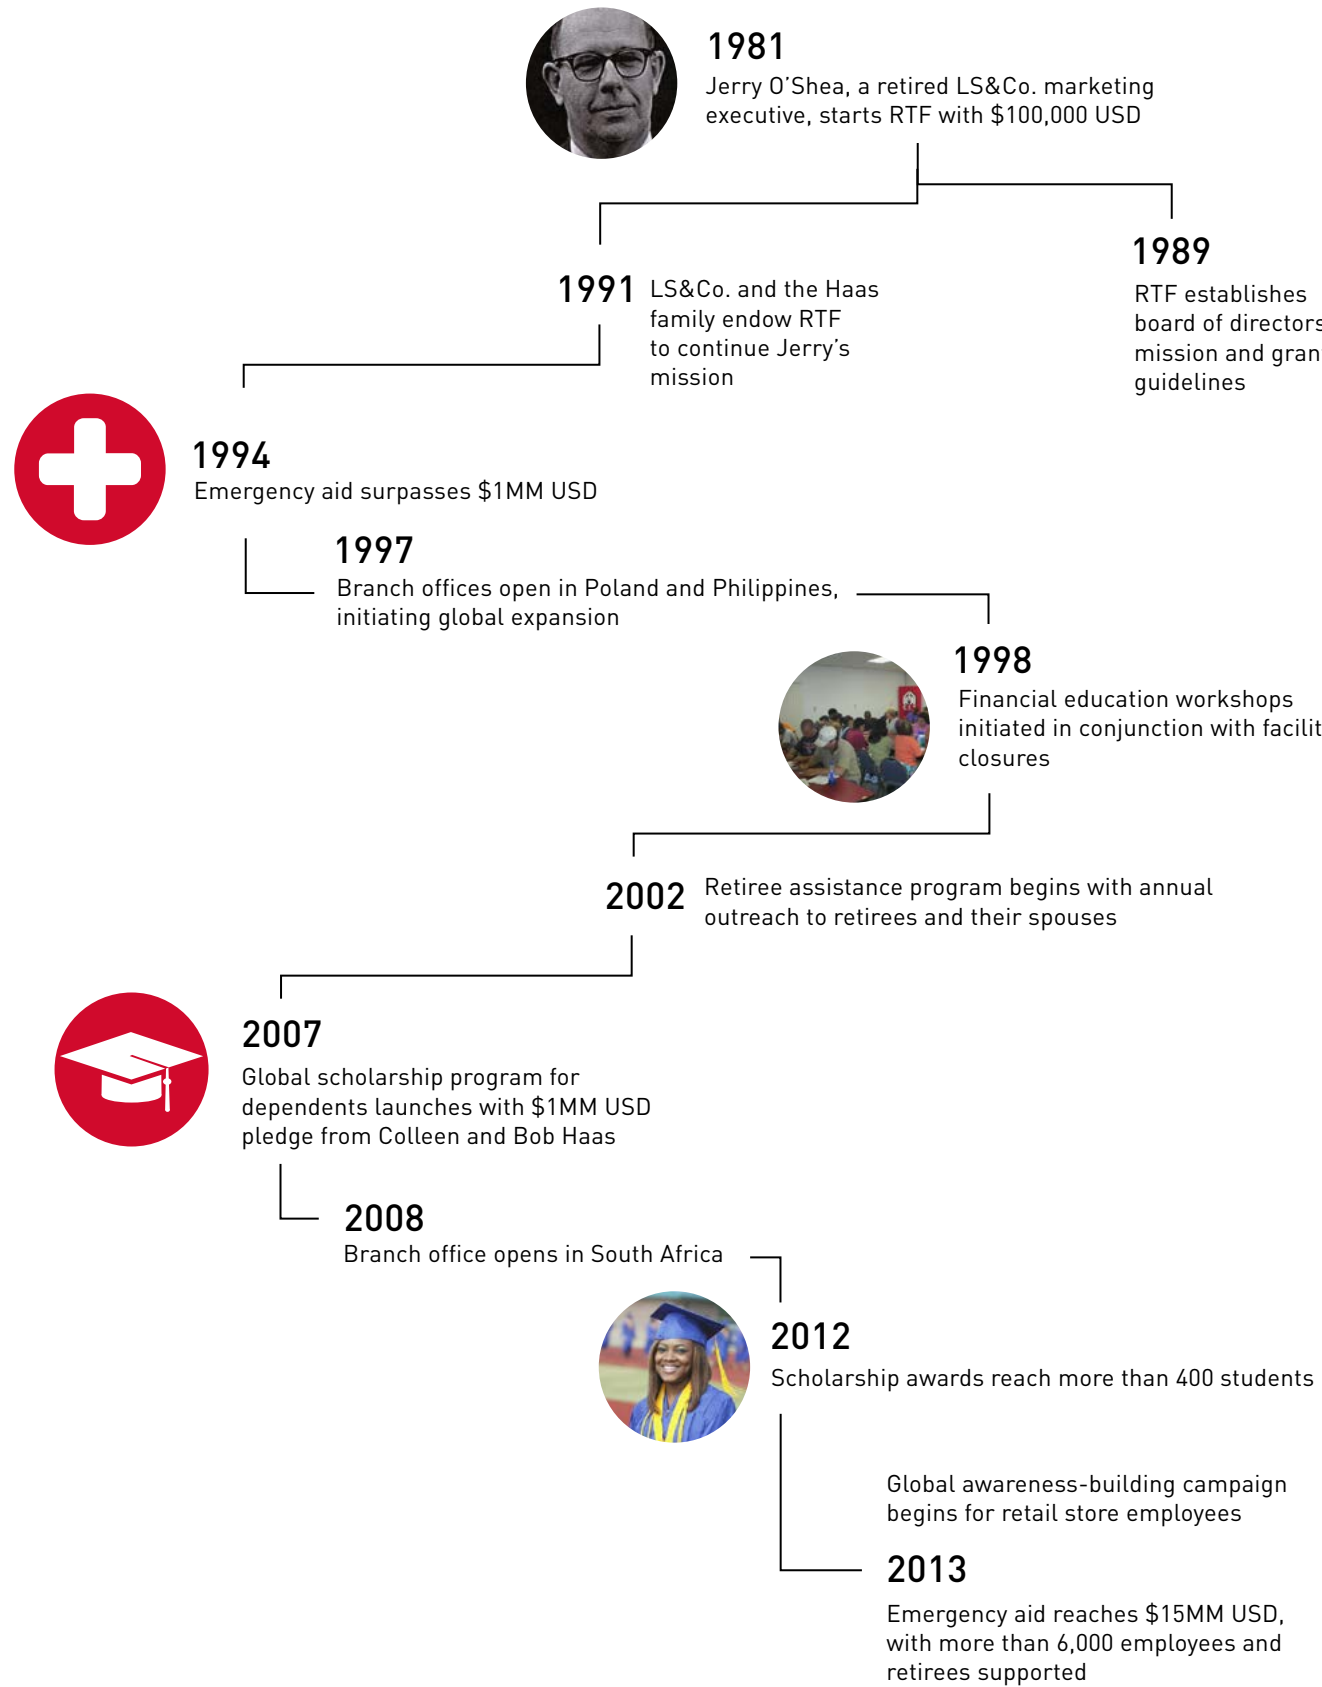 1981
Jerry O'Shea, a retired LS&Co. marketing
executive, starts RTF with $100,000 USD
1989
RTF establishes
board of directors
mission and gran
guidelines
1991
LS&Co. and the Haas
family endow RTF
to continue Jerry's
mission
1994
Emergency aid surpasses $1MM USD
1997
Branch offices open in Poland and Philippines,
initiating global expansion
1998
Financial education workshops
initiated in conjunction with facilit
closures
2002
Retiree assistance program begins with annual
outreach to retirees and their spouses
2007
Global scholarship program for
dependents launches with $1MM USD
pledge from Colleen and Bob Haas
2008
Branch office opens in South Africa
2012
Scholarship awards reach more than 400 students
Global awareness-building campaign
begins for retail store employees
2013
Emergency aid reaches $15MM USD,
with more than 6,000 employees and
retirees supported